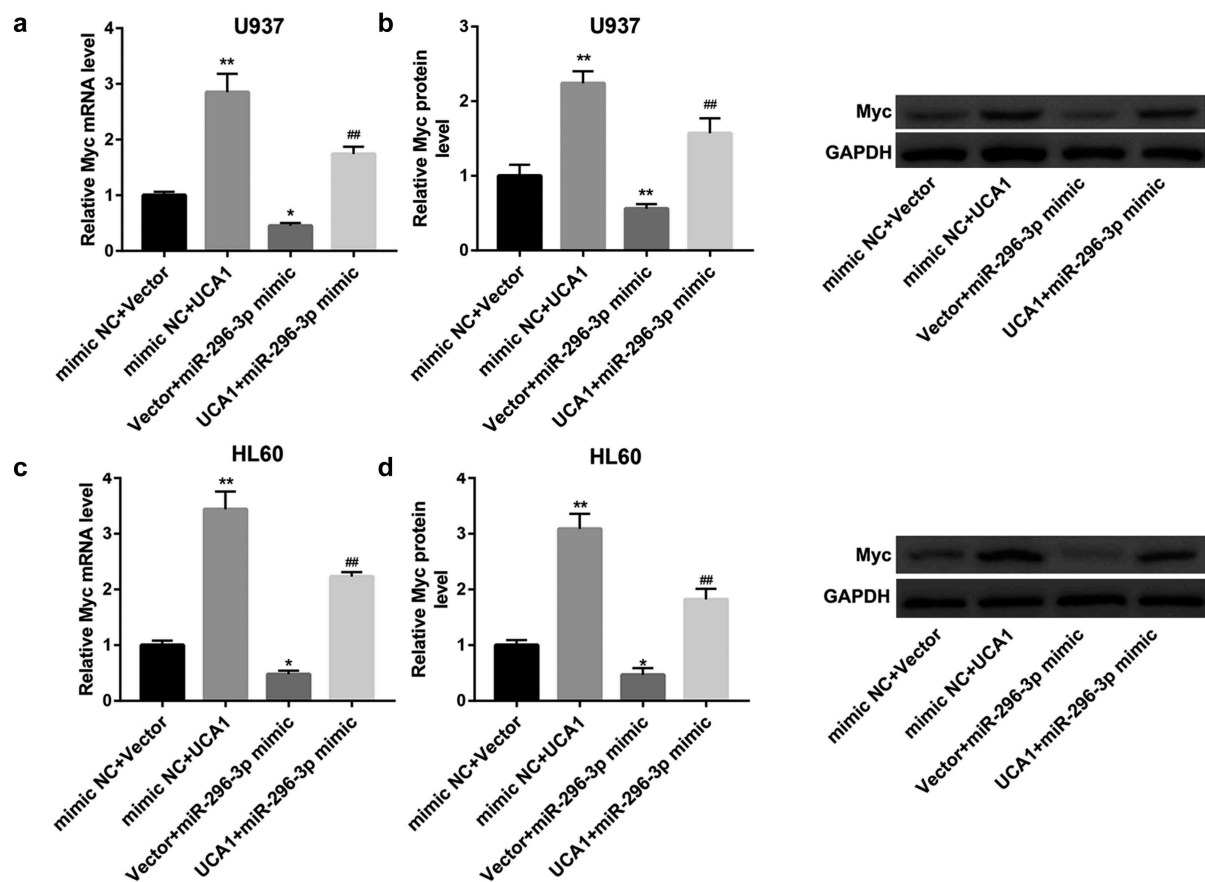 a
U937
Relative Myc mRNA level
4
3
2
1
0
**
*
##
mimic NC+Vector
mimic NC+UCA1
Vector+miR-296-3p mimic
UCA1+miR-296-3p mimic
b
U937
Relative Myc protein
level
3
2
1
0
**
**
##
mimic NC+Vector
mimic NC+UCA1
Vector+miR-296-3p mimic
UCA1+miR-296-3p mimic
Myc
GAPDH
mimic NC+Vector
mimic NC+UCA1
Vector+miR-296-3p mimic
UCA1+miR-296-3p mimic
c
HL60
Relative Myc mRNA level
4
3
2
1
0
**
*
##
mimic NC+Vector
mimic NC+UCA1
Vector+miR-296-3p mimic
UCA1+miR-296-3p mimic
d
HL60
Relative Myc protein
level
4
3
2
1
0
**
*
##
mimic NC+Vector
mimic NC+UCA1
Vector+miR-296-3p mimic
UCA1+miR-296-3p mimic
Myc
GAPDH
mimic NC+Vector
mimic NC+UCA1
Vector+miR-296-3p mimic
UCA1+miR-296-3p mimic